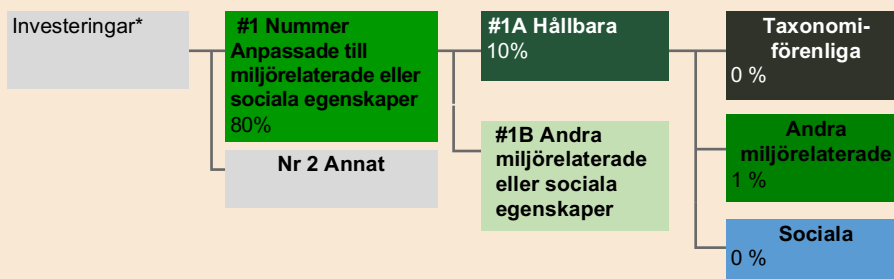 Investeringar*
#1 Nummer
Anpassade till
miljörelaterade eller
sociala egenskaper
80%
Nr 2 Annat
#1A Hållbara
10%
#1B Andra
miljörelaterade
eller sociala
egenskaper
Taxonomi-
förenliga
0 %
Andra
miljörelaterade
1 %
Sociala
0 %